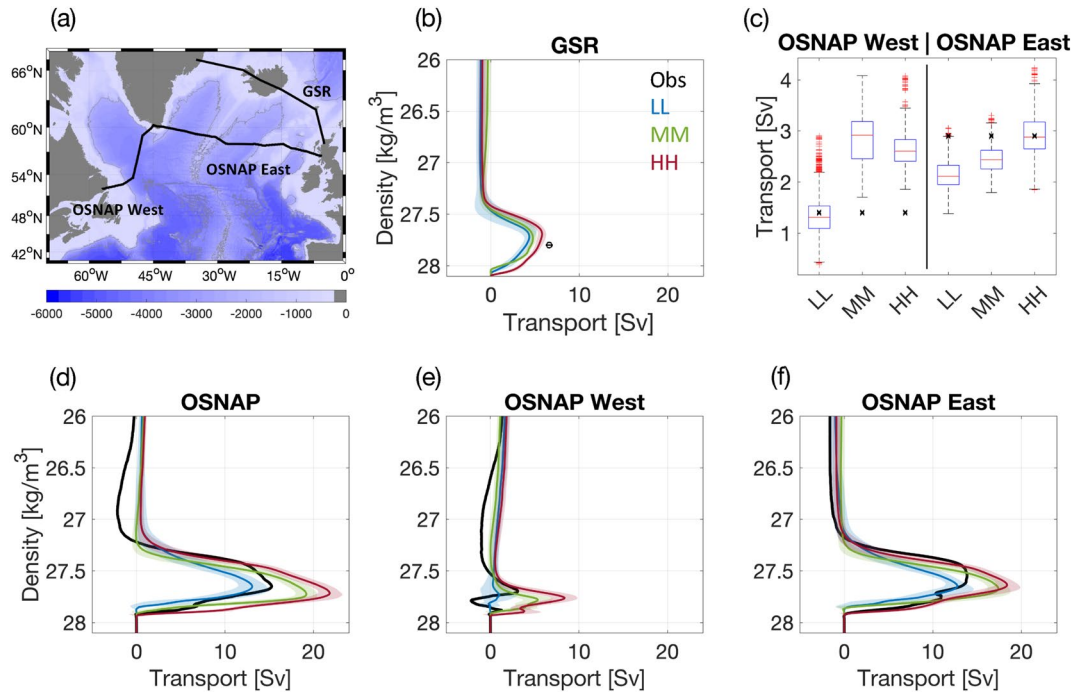 (a)
66°N
60°N
54°N
48°N
42°N
GSR
OSNAP East
OSNAP West
60°W
45°W
30°W
15°W
0°
-6000
-5000
-4000
-3000
-2000
-1000
0
(b)
GSR
26
26.5
27
27.5
28
Density [kg/m³]
Obs
LL
MM
HH
0
10
20
Transport [Sv]
(c)
OSNAP West | OSNAP East
4
3
2
1
Transport [Sv]
LL
MM
HH
LL
MM
HH
(d)
OSNAP
26
26.5
27
27.5
28
Density [kg/m³]
0
10
20
Transport [Sv]
(e)
OSNAP West
26
26.5
27
27.5
28
0
10
20
Transport [Sv]
(f)
OSNAP East
26
26.5
27
27.5
28
0
10
20
Transport [Sv]